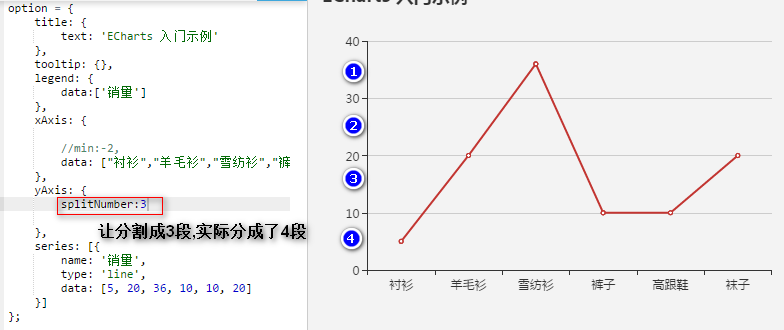 option = {
title: {
text: 'ECharts 入门示例'
},
tooltip: {},
legend: {
data:['销量']
},
xAxis: {
//min:-2,
data: ["衬衫","羊毛衫","雪纺衫","裤
},
yAxis: {
splitNumber:3
},
让分割成3段,实际分成了4段
series: [{
name: '销量',
type: 'line',
data: [5, 20, 36, 10, 10, 20]
}]
};
ECharts 入门示例
40
1
30
2
20
3
10
4
0
衬衫 羊毛衫 雪纺衫 裤子 高跟鞋 袜子